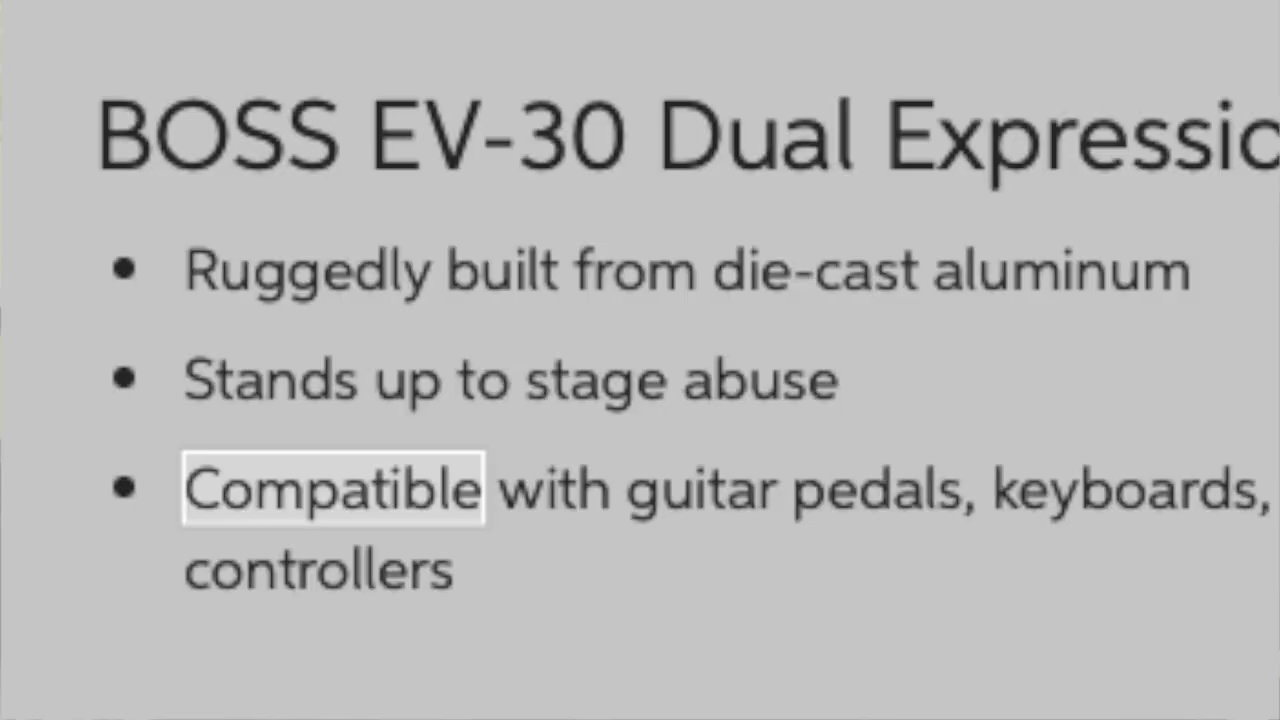 BOSS EV-30 Dual Expressio
Ruggedly built from die-cast aluminum
Stands up to stage abuse
Compatible with guitar pedals, keyboards,
controllers